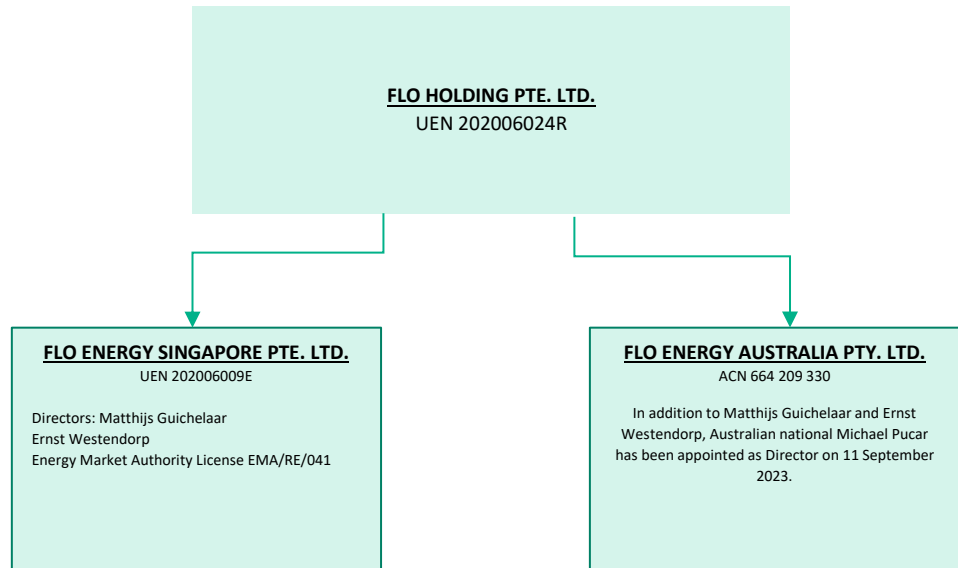 FLO HOLDING PTE. LTD.
UEN 202006024R
FLO ENERGY SINGAPORE PTE. LTD.
UEN 202006009E
Directors: Matthijs Guichelaar
Ernst Westendorp
Energy Market Authority License EMA/RE/041
FLO ENERGY AUSTRALIA PTY. LTD.
ACN 664 209 330
In addition to Matthijs Guichelaar and Ernst
Westendorp, Australian national Michael Pucar
has been appointed as Director on 11 September
2023.